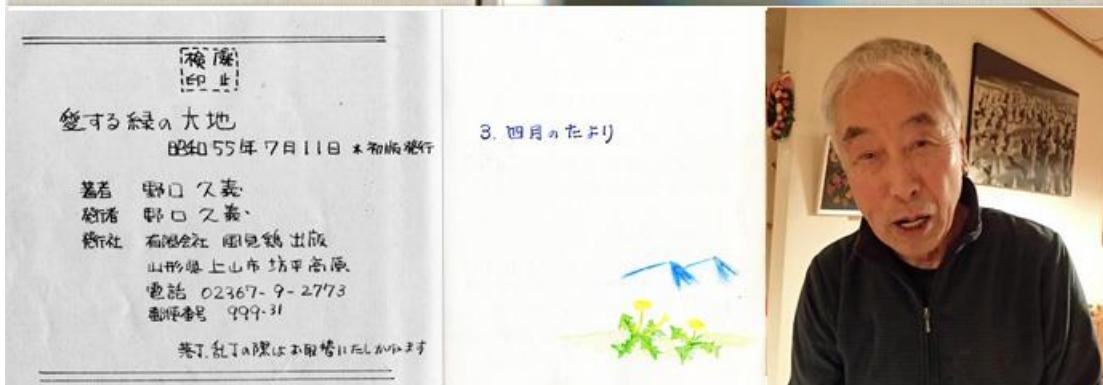 検 廃
印 止
愛する緑の大地
昭和55年7月11日 * 初版発行
著者 野口久義
発行者 野口久義
発行社 有限会社 風見鶏出版
山形県上山市坊平高原
電話 02367-9-2773
郵便番号 999-31
落丁、乱丁の際はお取替いたしかねます
3. 四月のたより